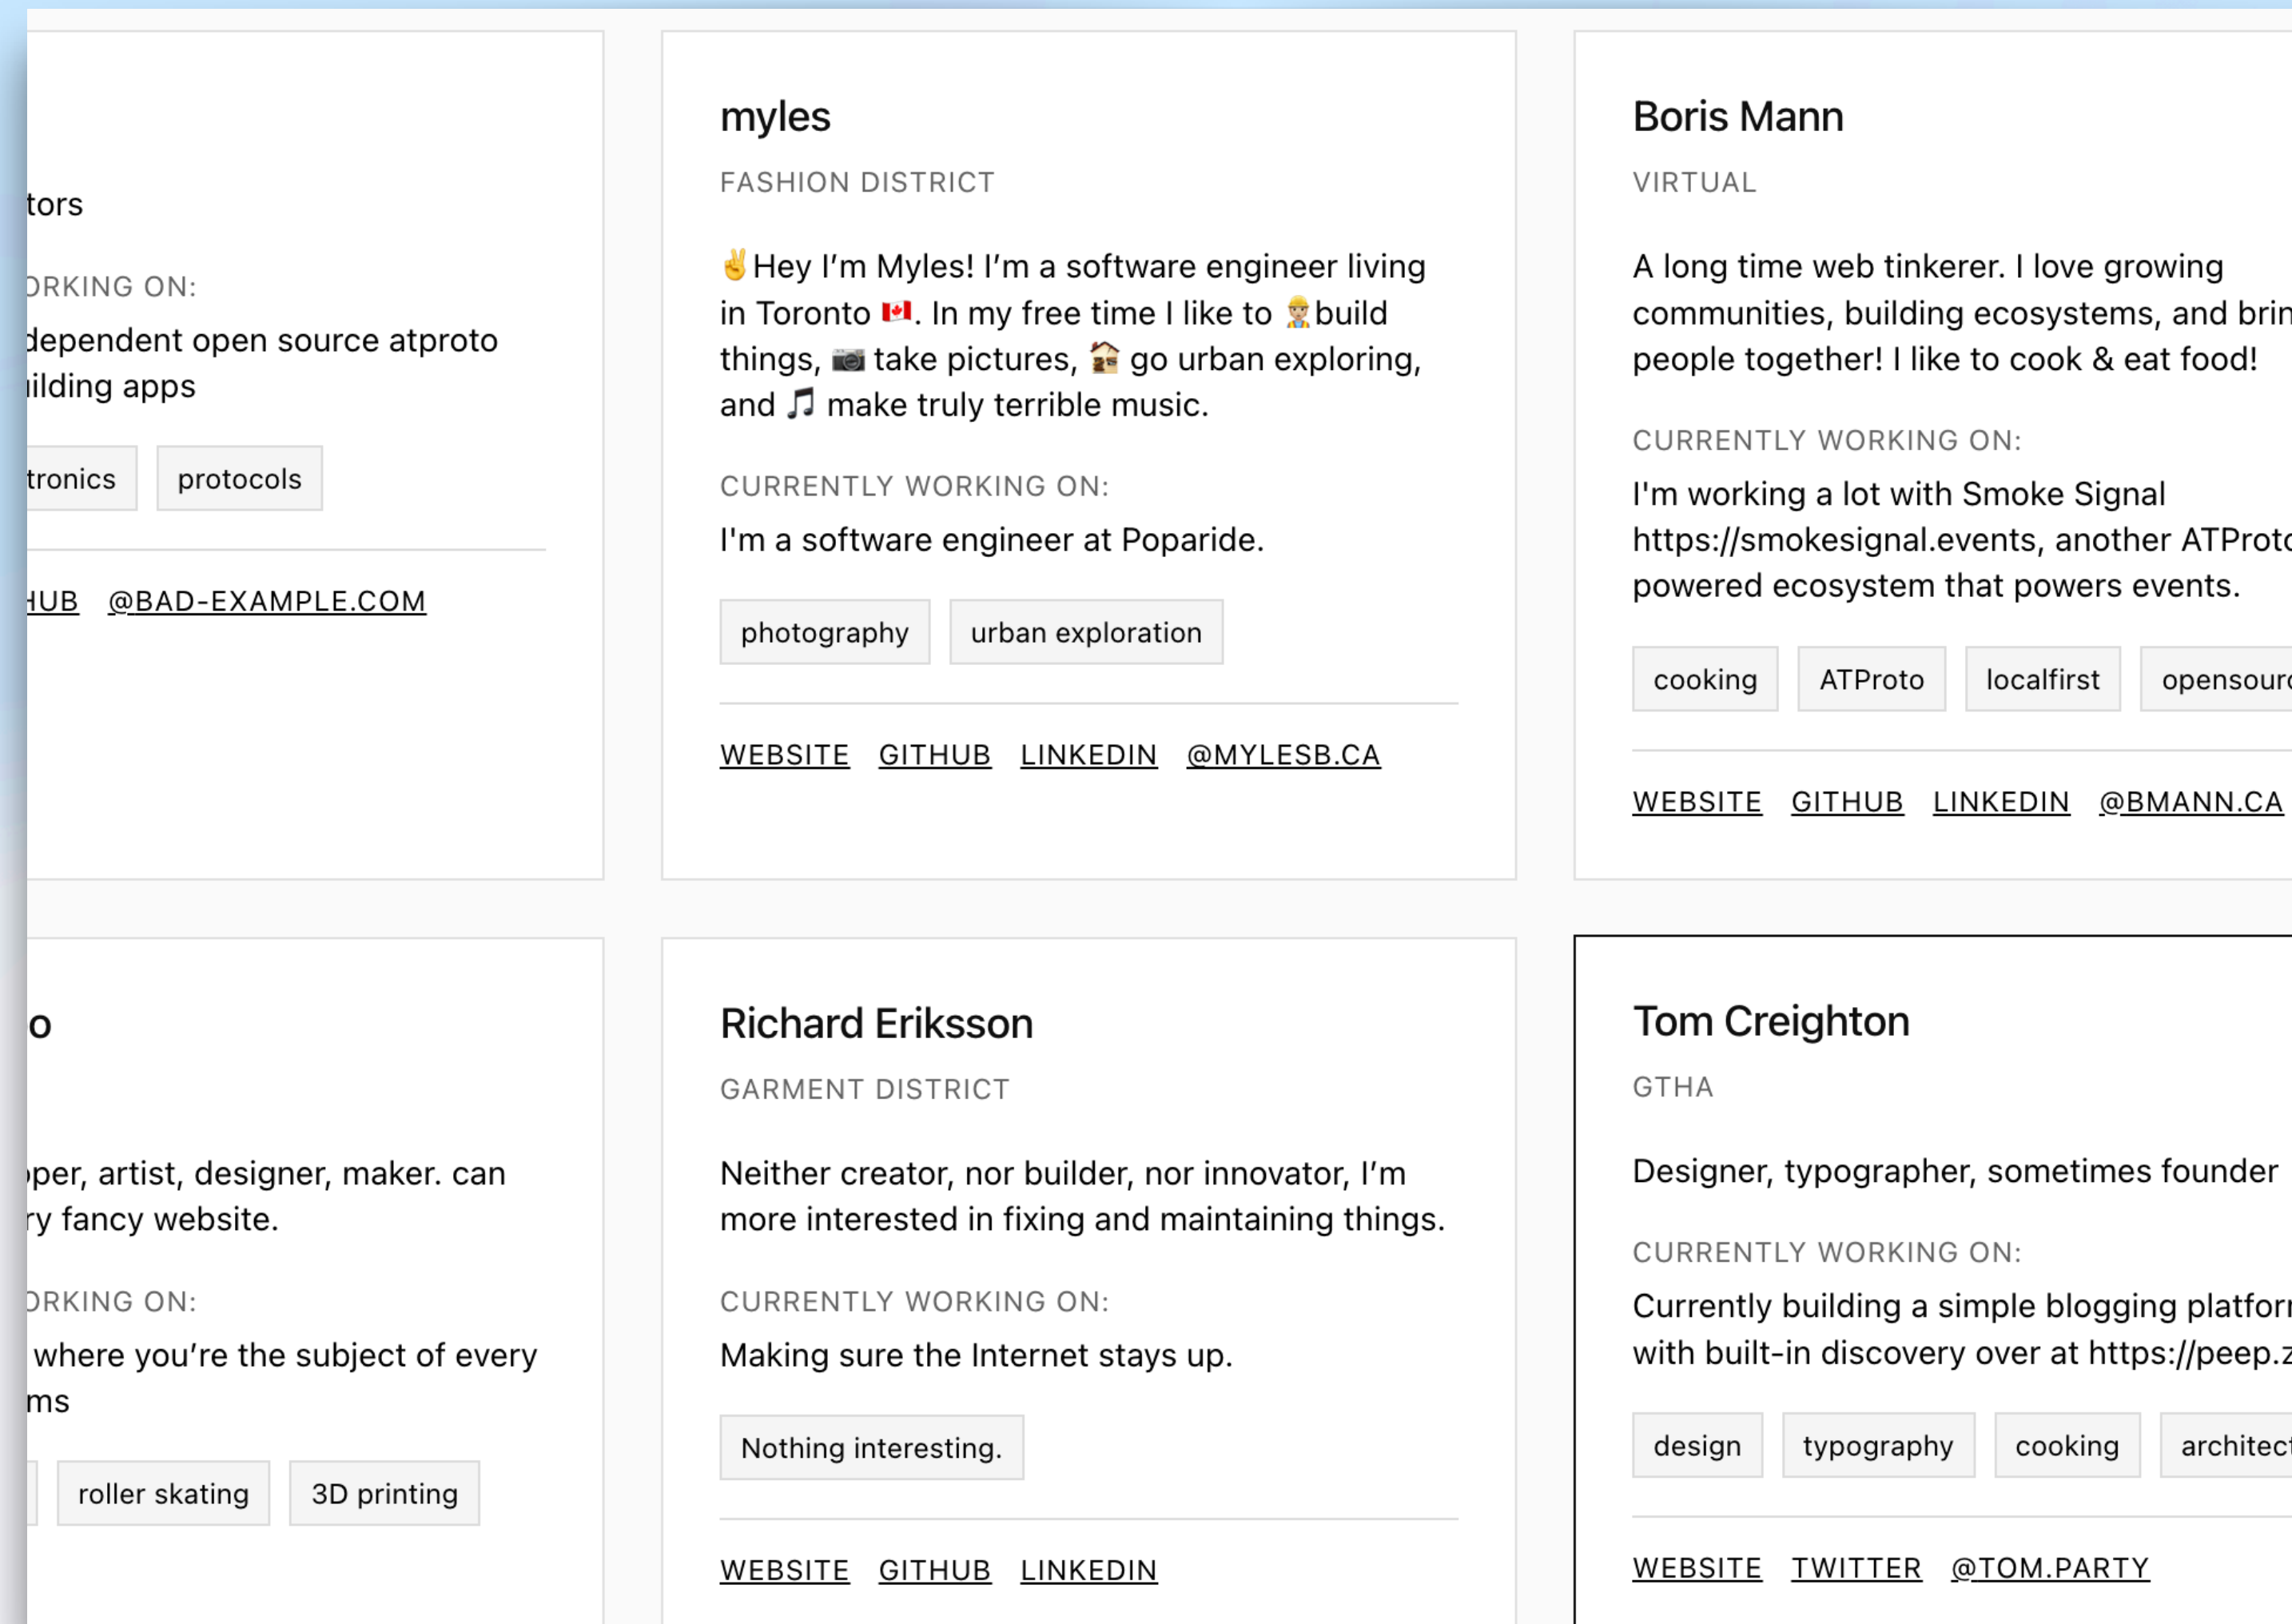 tors
ORKING ON:
dependent open source atproto
ilding apps
tronics
protocols
HUB @BAD-EXAMPLE.COM
myles
FASHION DISTRICT
✌️Hey I’m Myles! I’m a software engineer living
in Toronto 🇨🇦. In my free time I like to 👷🏼build
things, 📷 take pictures, 🏚️ go urban exploring,
and 🎵 make truly terrible music.
CURRENTLY WORKING ON:
I'm a software engineer at Poparide.
photography
urban exploration
WEBSITE GITHUB LINKEDIN @MYLESB.CA
Boris Mann
VIRTUAL
A long time web tinkerer. I love growing
communities, building ecosystems, and brin
people together! I like to cook & eat food!
CURRENTLY WORKING ON:
I'm working a lot with Smoke Signal
https://smokesignal.events, another ATProto
powered ecosystem that powers events.
cooking
ATProto
localfirst
opensourc
WEBSITE GITHUB LINKEDIN @BMANN.CA
o
per, artist, designer, maker. can
ry fancy website.
ORKING ON:
where you’re the subject of every
ms
roller skating
3D printing
Richard Eriksson
GARMENT DISTRICT
Neither creator, nor builder, nor innovator, I’m
more interested in fixing and maintaining things.
CURRENTLY WORKING ON:
Making sure the Internet stays up.
Nothing interesting.
WEBSITE GITHUB LINKEDIN
Tom Creighton
GTHA
Designer, typographer, sometimes founder
CURRENTLY WORKING ON:
Currently building a simple blogging platfor
with built-in discovery over at https://peep.z
design
typography
cooking
architect
WEBSITE TWITTER @TOM.PARTY